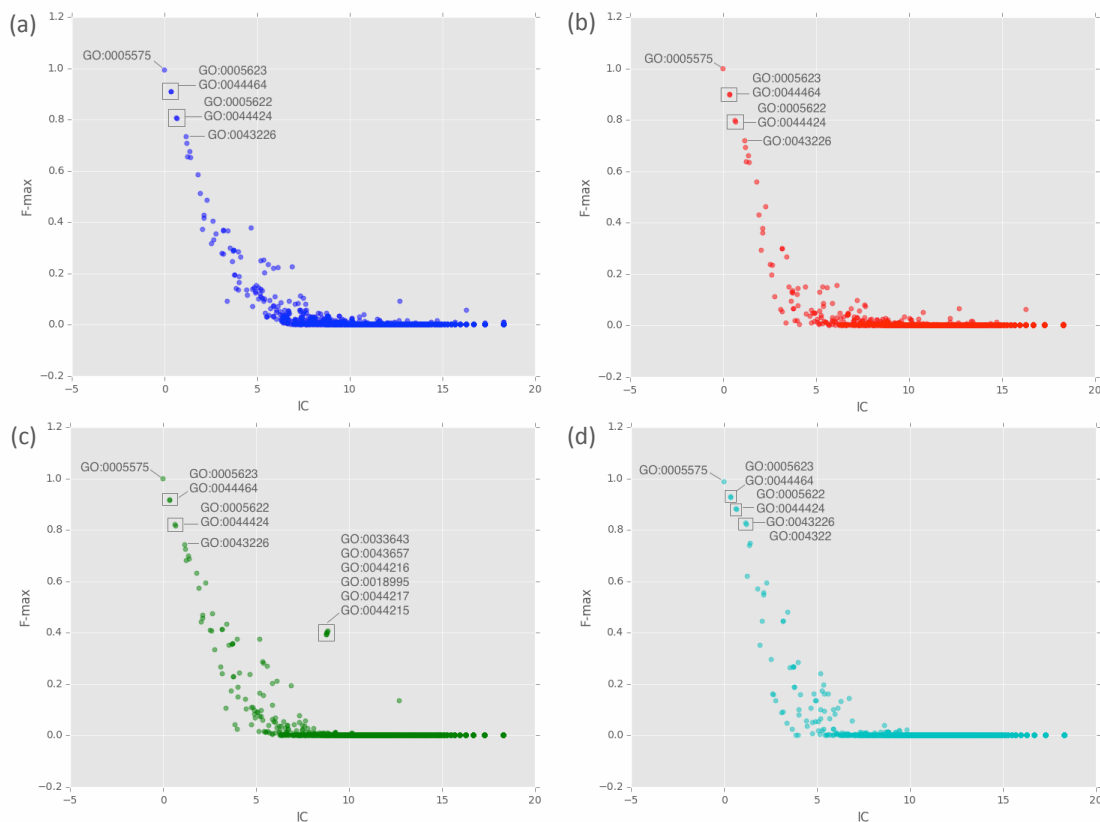 (a)
1.2
1.0
0.8
0.6
0.4
0.2
0.0
−0.2
F-max
GO:0005575
GO:0005623
GO:0044464
GO:0005622
GO:0044424
GO:0043226
−5
0
5
10
15
20
IC
(b)
1.2
1.0
0.8
0.6
0.4
0.2
0.0
−0.2
F-max
GO:0005575
GO:0005623
GO:0044464
GO:0005622
GO:0044424
GO:0043226
−5
0
5
10
15
20
IC
(c)
1.2
1.0
0.8
0.6
0.4
0.2
0.0
−0.2
F-max
GO:0005575
GO:0005623
GO:0044464
GO:0005622
GO:0044424
GO:0043226
GO:0033643
GO:0043657
GO:0044216
GO:0018995
GO:0044217
GO:0044215
−5
0
5
10
15
20
IC
(d)
1.2
1.0
0.8
0.6
0.4
0.2
0.0
−0.2
F-max
GO:0005575
GO:0005623
GO:0044464
GO:0005622
GO:0044424
GO:0043226
GO:004322
−5
0
5
10
15
20
IC